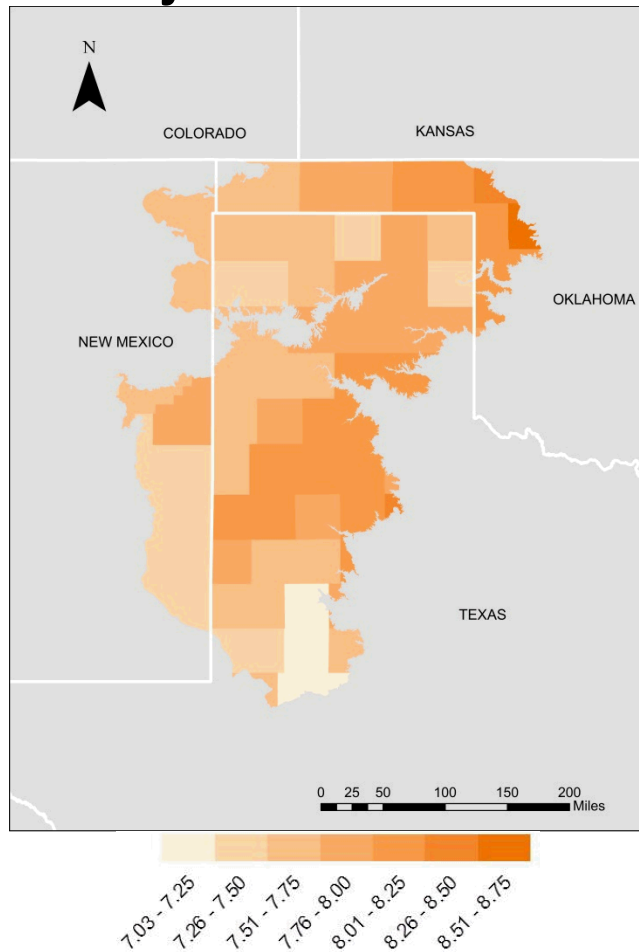 N
COLORADO
KANSAS
OKLAHOMA
NEW MEXICO
TEXAS
0 25 50 100 150 200
Miles
7.03 - 7.25
7.26 - 7.50
7.51 - 7.75
7.76 - 8.00
8.01 - 8.25
8.26 - 8.50
8.51 - 8.75